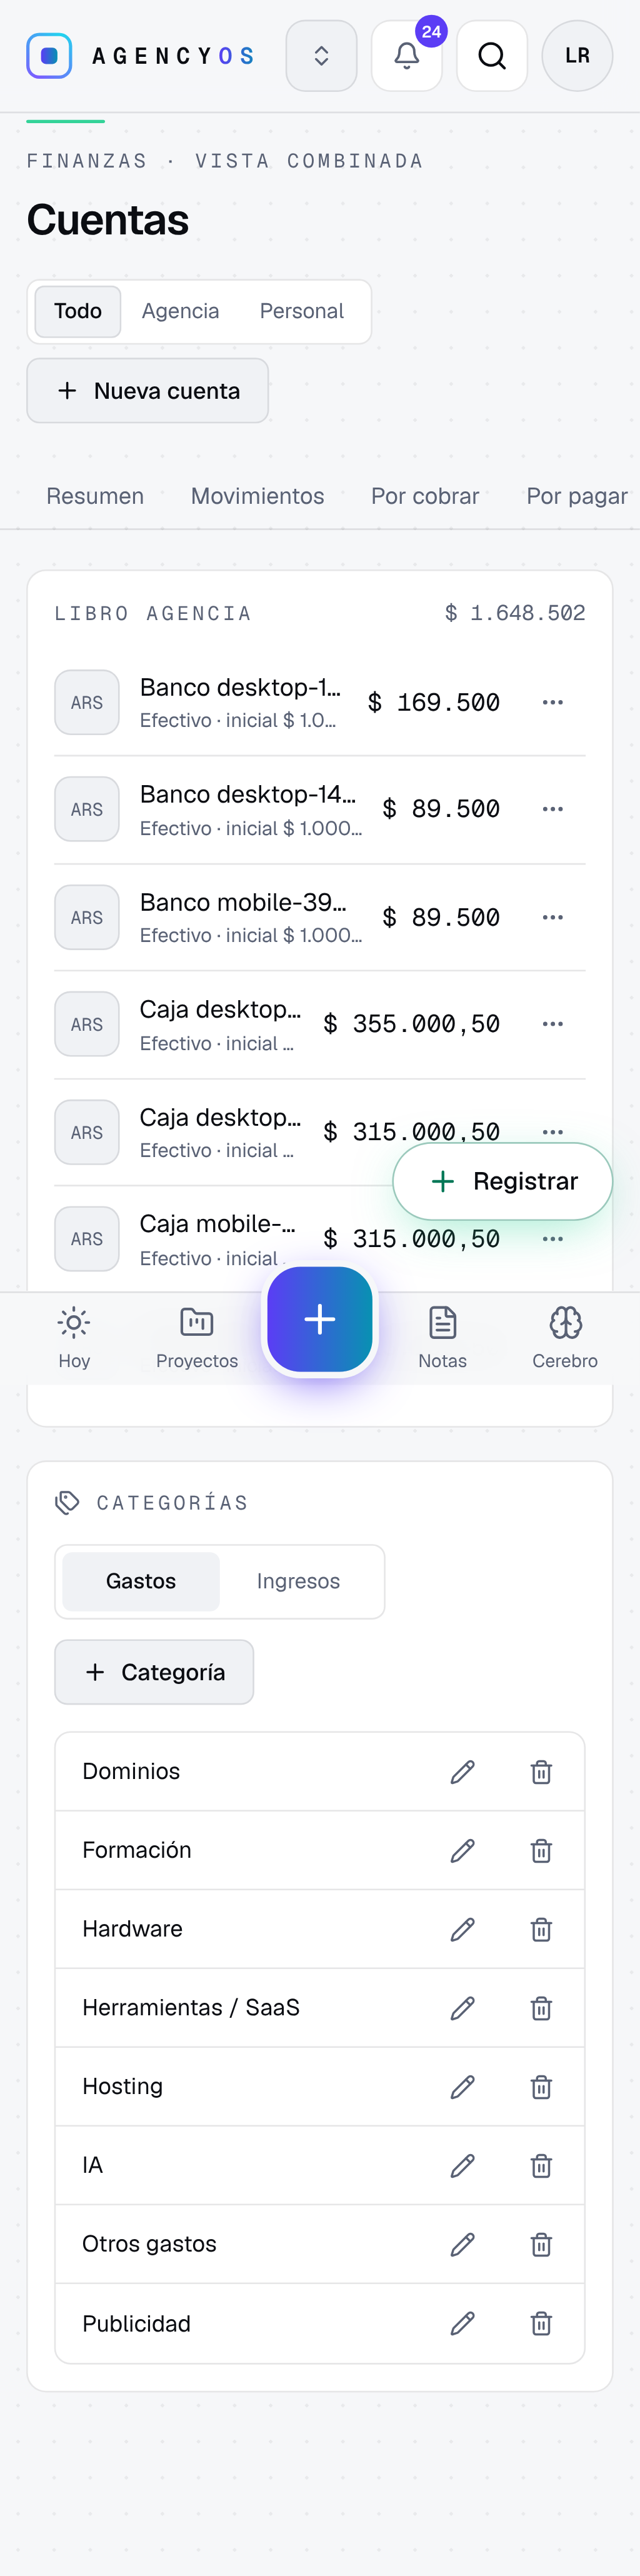 AGENCYOS
24
LR
FINANZAS · VISTA COMBINADA
Cuentas
Todo Agencia Personal
+ Nueva cuenta
Resumen Movimientos Por cobrar Por pagar
LIBRO AGENCIA $ 1.648.502
ARS Banco desktop-1... $ 169.500 ...
Efectivo · inicial $ 1.0...
ARS Banco desktop-14... $ 89.500 ...
Efectivo · inicial $ 1.000...
ARS Banco mobile-39... $ 89.500 ...
Efectivo · inicial $ 1.000...
ARS Caja desktop... $ 355.000,50 ...
Efectivo · inicial ...
ARS Caja desktop... $ 315.000,50 ...
Efectivo · inicial ...
+ Registrar
ARS Caja mobile-... $ 315.000,50 ...
Efectivo · inicial
Hoy Proyectos + Notas Cerebro
CATEGORÍAS
Gastos Ingresos
+ Categoría
Dominios
Formación
Hardware
Herramientas / SaaS
Hosting
IA
Otros gastos
Publicidad